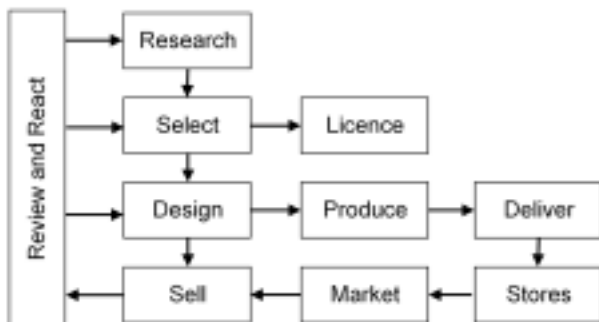 Review and React
Research
Select
Licence
Design
Produce
Deliver
Sell
Market
Stores